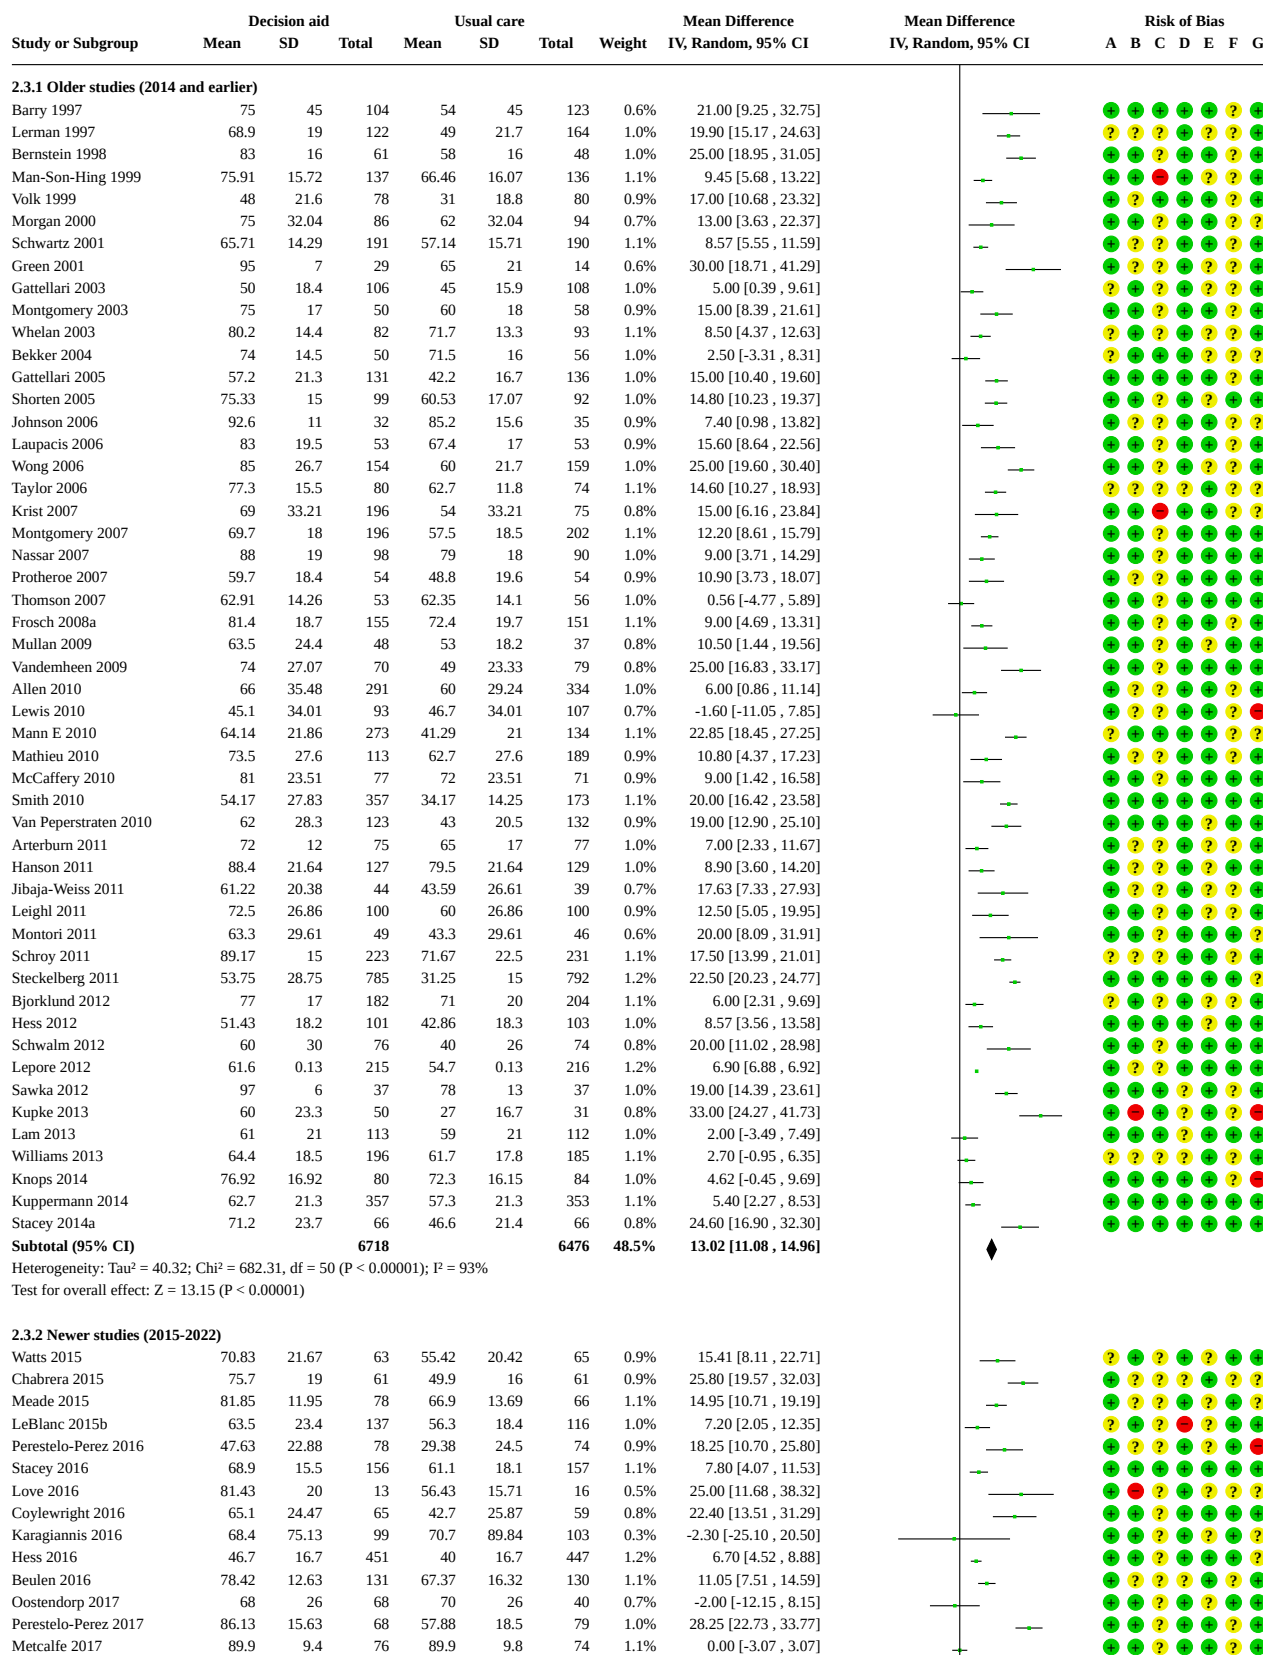 Decision aid Usual care Mean Difference Mean Difference Risk of Bias
Study or Subgroup Mean SD Total Mean SD Total Weight IV, Random, 95% CI IV, Random, 95% CI A B C D E F G
2.3.1 Older studies (2014 and earlier)
Barry 1997 75 45 104 54 45 123 0.6% 21.00 [9.25 , 32.75] + + + + + ? +
Lerman 1997 68.9 19 122 49 21.7 164 1.0% 19.90 [15.17 , 24.63] ? ? ? + ? ? +
Bernstein 1998 83 16 61 58 16 48 1.0% 25.00 [18.95 , 31.05] + + ? + + ? +
Man-Son-Hing 1999 75.91 15.72 137 66.46 16.07 136 1.1% 9.45 [5.68 , 13.22] + + − + ? ? +
Volk 1999 48 21.6 78 31 18.8 80 0.9% 17.00 [10.68 , 23.32] + ? + + + ? +
Morgan 2000 75 32.04 86 62 32.04 94 0.7% 13.00 [3.63 , 22.37] + + ? + + ? ?
Schwartz 2001 65.71 14.29 191 57.14 15.71 190 1.1% 8.57 [5.55 , 11.59] + ? ? + + ? +
Green 2001 95 7 29 65 21 14 0.6% 30.00 [18.71 , 41.29] + ? ? + ? ? +
Gattellari 2003 50 18.4 106 45 15.9 108 1.0% 5.00 [0.39 , 9.61] ? + ? + ? ? +
Montgomery 2003 75 17 50 60 18 58 0.9% 15.00 [8.39 , 21.61] + + ? + + ? +
Whelan 2003 80.2 14.4 82 71.7 13.3 93 1.1% 8.50 [4.37 , 12.63] ? + ? + ? ? +
Bekker 2004 74 14.5 50 71.5 16 56 1.0% 2.50 [-3.31 , 8.31] ? + + + ? ? ?
Gattellari 2005 57.2 21.3 131 42.2 16.7 136 1.0% 15.00 [10.40 , 19.60] + + + + + ? +
Shorten 2005 75.33 15 99 60.53 17.07 92 1.0% 14.80 [10.23 , 19.37] + + ? + ? + +
Johnson 2006 92.6 11 32 85.2 15.6 35 0.9% 7.40 [0.98 , 13.82] + ? ? + + ? ?
Laupacis 2006 83 19.5 53 67.4 17 53 0.9% 15.60 [8.64 , 22.56] + + ? + + ? +
Wong 2006 85 26.7 154 60 21.7 159 1.0% 25.00 [19.60 , 30.40] + + ? + ? ? +
Taylor 2006 77.3 15.5 80 62.7 11.8 74 1.1% 14.60 [10.27 , 18.93] ? ? ? ? + ? ?
Krist 2007 69 33.21 196 54 33.21 75 0.8% 15.00 [6.16 , 23.84] + + − + + ? ?
Montgomery 2007 69.7 18 196 57.5 18.5 202 1.1% 12.20 [8.61 , 15.79] + + ? + + + +
Nassar 2007 88 19 98 79 18 90 1.0% 9.00 [3.71 , 14.29] + + ? + + + +
Protheroe 2007 59.7 18.4 54 48.8 19.6 54 0.9% 10.90 [3.73 , 18.07] + ? ? + + + +
Thomson 2007 62.91 14.26 53 62.35 14.1 56 1.0% 0.56 [-4.77 , 5.89] + + ? + + + +
Frosch 2008a 81.4 18.7 155 72.4 19.7 151 1.1% 9.00 [4.69 , 13.31] + + ? + + ? +
Mullan 2009 63.5 24.4 48 53 18.2 37 0.8% 10.50 [1.44 , 19.56] + + ? + ? + +
Vandemheen 2009 74 27.07 70 49 23.33 79 0.8% 25.00 [16.83 , 33.17] + + ? + + + +
Allen 2010 66 35.48 291 60 29.24 334 1.0% 6.00 [0.86 , 11.14] + ? ? + + ? +
Lewis 2010 45.1 34.01 93 46.7 34.01 107 0.7% -1.60 [-11.05 , 7.85] + ? ? + + ? −
Mann E 2010 64.14 21.86 273 41.29 21 134 1.1% 22.85 [18.45 , 27.25] ? + + + + ? ?
Mathieu 2010 73.5 27.6 113 62.7 27.6 189 1.0% 10.80 [4.37 , 17.23] + ? ? + + ? +
McCaffery 2010 81 23.51 77 72 23.51 71 0.9% 9.00 [1.42 , 16.58] + + ? + + + +
Smith 2010 54.17 27.83 357 34.17 14.25 173 1.1% 20.00 [16.42 , 23.58] + + + + + + +
Van Peperstraten 2010 62 28.3 123 43 20.5 132 0.9% 19.00 [12.90 , 25.10] + + + + ? + +
Arterburn 2011 72 12 75 65 17 77 1.0% 7.00 [2.33 , 11.67] + ? ? + ? ? +
Hanson 2011 88.4 21.64 127 79.5 21.64 129 1.0% 8.90 [3.60 , 14.20] + ? ? + ? + +
Jibaja-Weiss 2011 61.22 20.38 44 43.59 26.61 39 0.7% 17.63 [7.33 , 27.93] + ? ? + ? ? +
Leighl 2011 72.5 26.86 100 60 26.86 100 0.9% 12.50 [5.05 , 19.95] + + ? + ? ? +
Montori 2011 63.3 29.61 49 43.3 29.61 46 0.6% 20.00 [8.09 , 31.91] + + ? + + + ?
Schroy 2011 89.17 15 223 71.67 22.5 231 1.1% 17.50 [13.99 , 21.01] ? ? ? + + ? +
Steckelberg 2011 53.75 28.75 785 31.25 15 792 1.2% 22.50 [20.23 , 24.77] + + + + + + ?
Bjorklund 2012 77 17 182 71 20 204 1.1% 6.00 [2.31 , 9.69] ? + ? + ? ? +
Hess 2012 51.43 18.2 101 42.86 18.3 103 1.0% 8.57 [3.56 , 13.58] + + + + ? + +
Schwalm 2012 60 30 76 40 26 74 0.8% 20.00 [11.02 , 28.98] + + ? + + + +
Lepore 2012 61.6 0.13 215 54.7 0.13 216 1.2% 6.90 [6.88 , 6.92] + ? ? + + + +
Sawka 2012 97 6 37 78 13 37 1.0% 19.00 [14.39 , 23.61] + + + ? + ? +
Kupke 2013 60 23.3 50 27 16.7 31 0.8% 33.00 [24.27 , 41.73] + − + ? + ? −
Lam 2013 61 21 113 59 21 112 1.0% 2.00 [-3.49 , 7.49] + + + ? + + +
Williams 2013 64.4 18.5 196 61.7 17.8 185 1.1% 2.70 [-0.95 , 6.35] ? ? ? ? + ? +
Knops 2014 76.92 16.92 80 72.3 16.15 84 1.0% 4.62 [-0.45 , 9.69] + + + + + ? −
Kuppermann 2014 62.7 21.3 357 57.3 21.3 353 1.1% 5.40 [2.27 , 8.53] + + + + + + +
Stacey 2014a 71.2 23.7 66 46.6 21.4 66 0.8% 24.60 [16.90 , 32.30] + + + + + + +
Subtotal (95% CI) 6718 6476 48.5% 13.02 [11.08 , 14.96]
Heterogeneity: Tau² = 40.32; Chi² = 682.31, df = 50 (P < 0.00001); I² = 93%
Test for overall effect: Z = 13.15 (P < 0.00001)
2.3.2 Newer studies (2015-2022)
Watts 2015 70.83 21.67 63 55.42 20.42 65 0.9% 15.41 [8.11 , 22.71] ? + ? + ? + +
Chabrera 2015 75.7 19 61 49.9 16 61 0.9% 25.80 [19.57 , 32.03] + ? ? ? + ? ?
Meade 2015 81.85 11.95 78 66.9 13.69 66 1.1% 14.95 [10.71 , 19.19] + ? ? + ? + +
LeBlanc 2015b 63.5 23.4 137 56.3 18.4 116 1.0% 7.20 [2.05 , 12.35] ? + ? − ? + +
Perestelo-Perez 2016 47.63 22.88 78 29.38 24.5 74 0.9% 18.25 [10.70 , 25.80] + ? ? + ? + −
Stacey 2016 68.9 15.5 156 61.1 18.1 157 1.1% 7.80 [4.07 , 11.53] + + + + + + +
Love 2016 81.43 20 13 56.43 15.71 16 0.5% 25.00 [11.68 , 38.32] + − ? + ? ? ?
Coylewright 2016 65.1 24.47 65 42.7 25.87 59 0.8% 22.40 [13.51 , 31.29] + + ? + + + +
Karagiannis 2016 68.4 75.13 99 70.7 89.84 103 0.3% -2.30 [-25.10 , 20.50] + + ? + ? + ?
Hess 2016 46.7 16.7 451 40 16.7 447 1.2% 6.70 [4.52 , 8.88] + + ? + + + +
Beulen 2016 78.42 12.63 131 67.37 16.32 130 1.1% 11.05 [7.51 , 14.59] + ? ? ? + ? +
Oostendorp 2017 68 26 68 70 26 40 0.7% -2.00 [-12.15 , 8.15] + + ? + ? + +
Perestelo-Perez 2017 86.13 15.63 68 57.88 18.5 79 1.0% 28.25 [22.73 , 33.77] + + ? + + ? +
Metcalfe 2017 89.9 9.4 76 89.9 9.8 74 1.1% 0.00 [-3.07 , 3.07] + + ? + ? + +